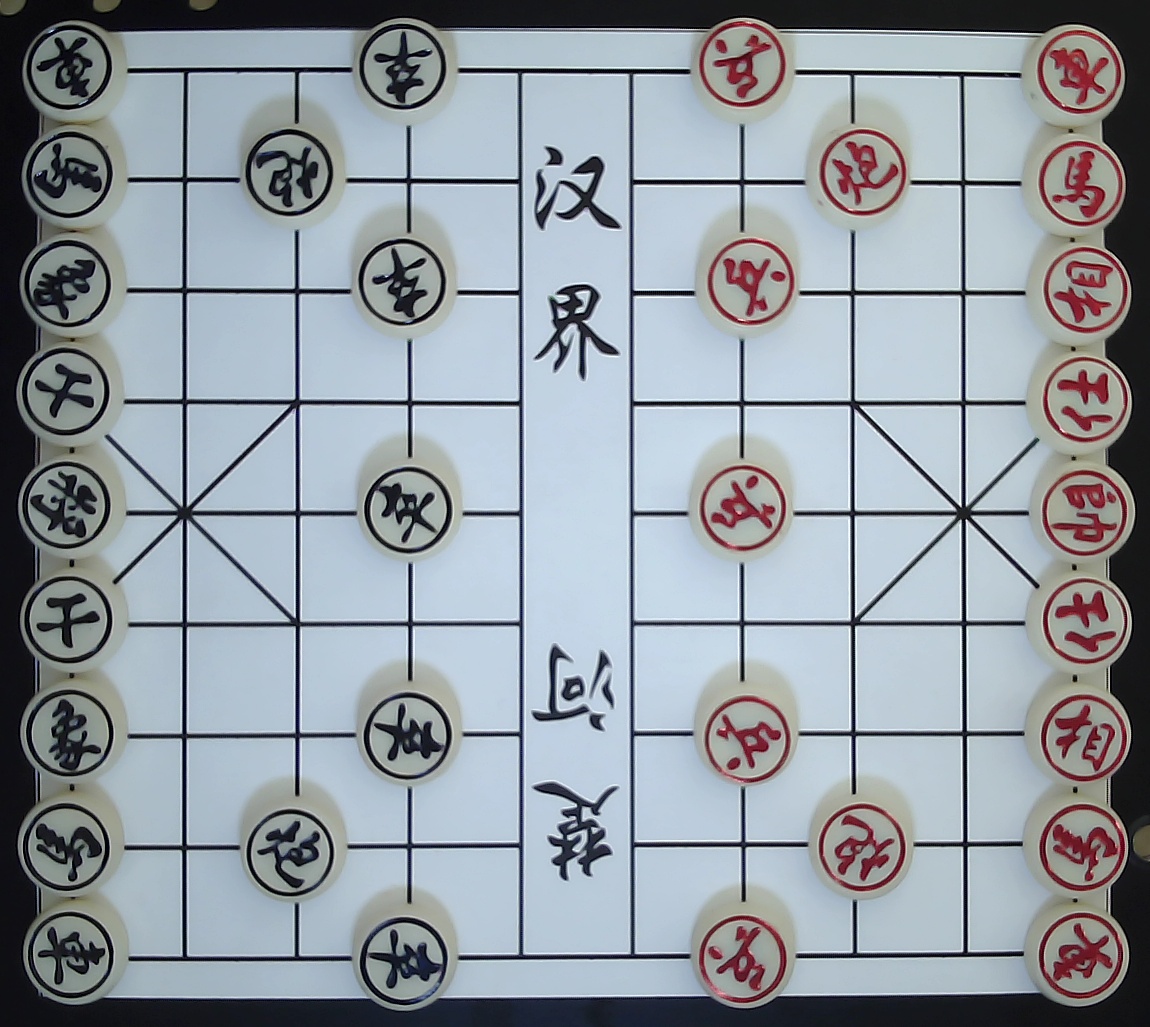 車 卒 兵 車
馬 炮 炮 馬
象 卒 兵 相
士 仕
將 卒 兵 帥
士 仕
象 卒 兵 相
馬 炮 炮 馬
車 卒 兵 車
汉界
楚河